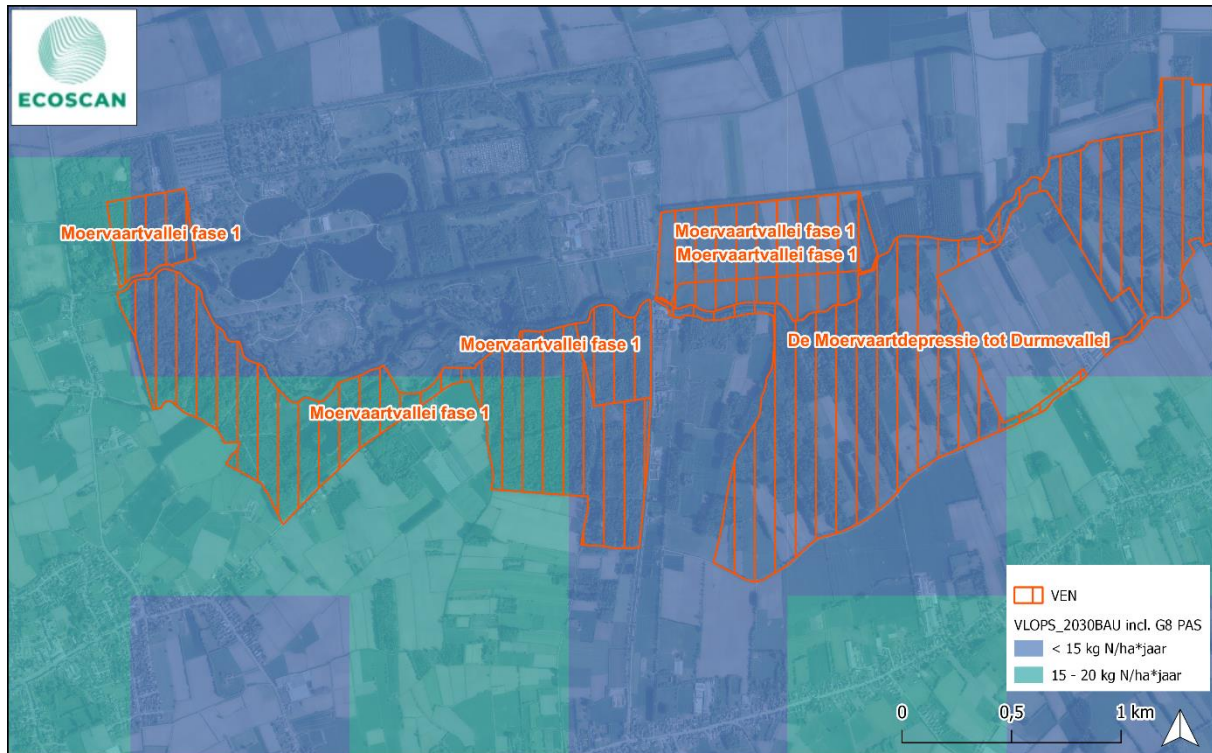 ECOSCAN
Moervaartvallei fase 1
Moervaartvallei fase 1
Moervaartvallei fase 1
Moervaartvallei fase 1
De Moervaartdepressie tot Durmevallei
Moervaartvallei fase 1
VEN
VLOPS_2030BAU incl. G8 PAS
< 15 kg N/ha*jaar
15 - 20 kg N/ha*jaar
0 0,5 1 km